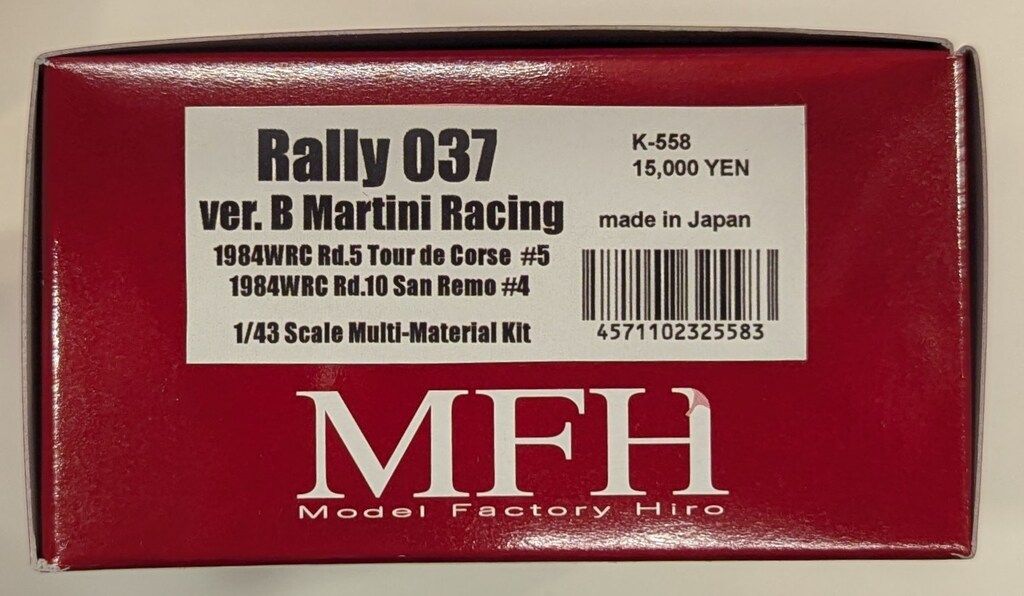 Rally 037
ver. B Martini Racing
1984WRC Rd.5 Tour de Corse #5
1984WRC Rd.10 San Remo #4
1/43 Scale Multi-Material Kit
K-558
15,000 YEN
made in Japan
4571102325583
MFH
Model Factory Hiro